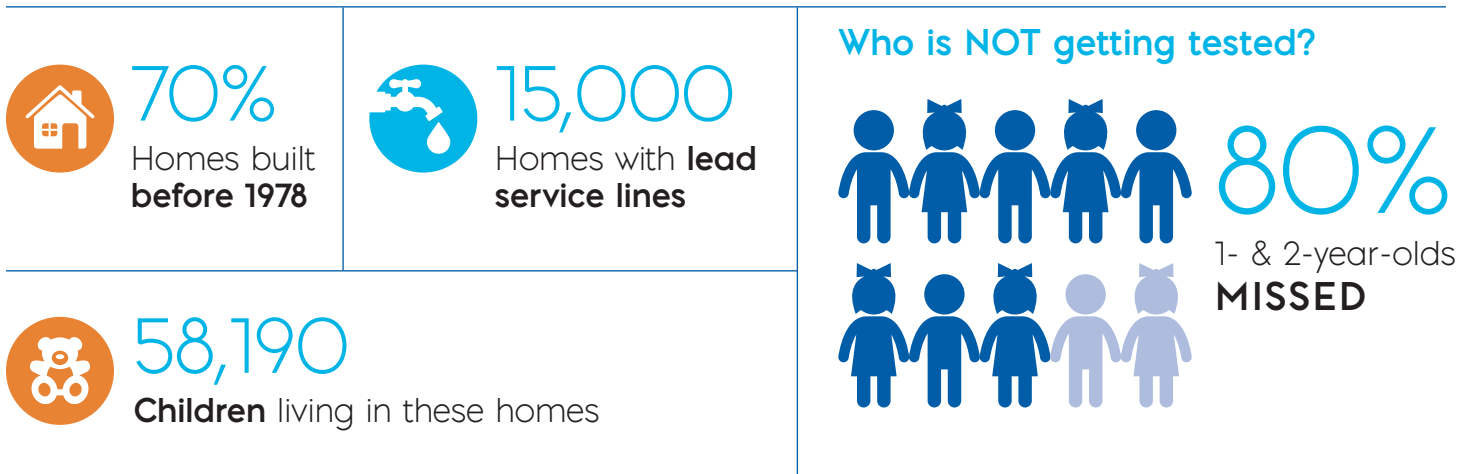 70%
Homes built
before 1978
15,000
Homes with lead
service lines
58,190
Children living in these homes
Who is NOT getting tested?
80%
1- & 2-year-olds
MISSED